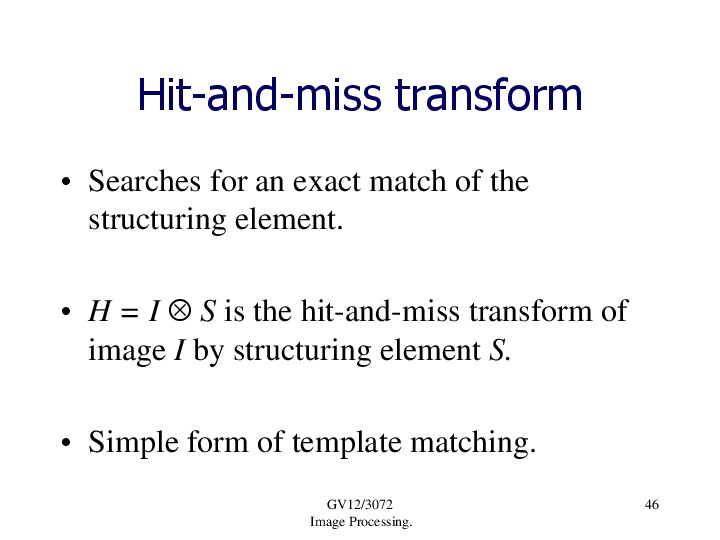 Hit-and-miss transform
• Searches for an exact match of the
structuring element.
• H = I ⊗ S is the hit-and-miss transform of
image I by structuring element S.
• Simple form of template matching.
GV12/3072
Image Processing.
46